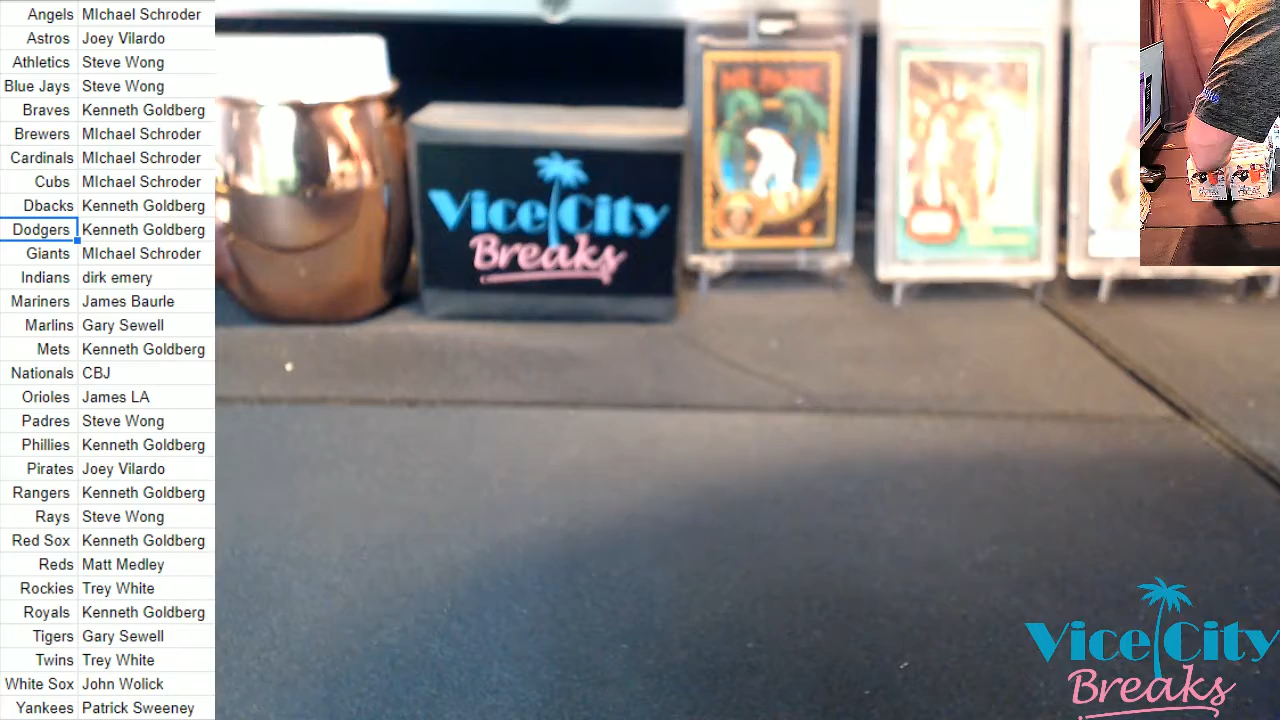 Angels MIchael Schroder
Astros Joey Vilardo
Athletics Steve Wong
Blue Jays Steve Wong
Braves Kenneth Goldberg
Brewers MIchael Schroder
Cardinals MIchael Schroder
Cubs MIchael Schroder
Dbacks Kenneth Goldberg
Dodgers Kenneth Goldberg
Giants MIchael Schroder
Indians dirk emery
Mariners James Baurle
Marlins Gary Sewell
Mets Kenneth Goldberg
Nationals CBJ
Orioles James LA
Padres Steve Wong
Phillies Kenneth Goldberg
Pirates Joey Vilardo
Rangers Kenneth Goldberg
Rays Steve Wong
Red Sox Kenneth Goldberg
Reds Matt Medley
Rockies Trey White
Royals Kenneth Goldberg
Tigers Gary Sewell
Twins Trey White
White Sox John Wolick
Yankees Patrick Sweeney
Vice City
Breaks
Vice City
Breaks